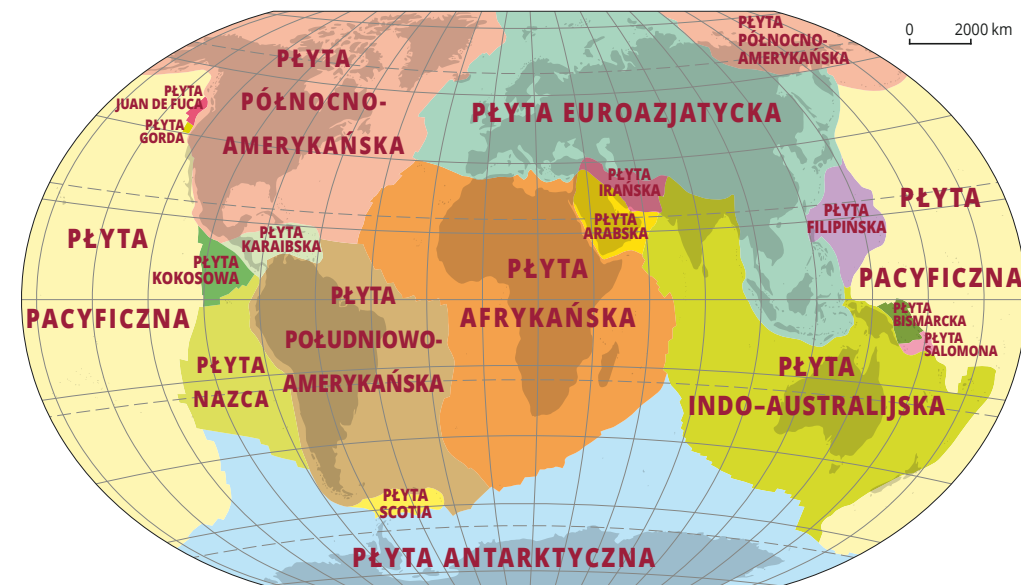 PŁYTA
PÓŁNOCNO-
AMERYKAŃSKA
PŁYTA
PÓŁNOCNO-
AMERYKAŃSKA
0 2000 km
PŁYTA
JUAN DE FUCA
PŁYTA
GORDA
PŁYTA EUROAZJATYCKA
PŁYTA
IRAŃSKA
PŁYTA
ARABSKA
PŁYTA
FILIPIŃSKA
PŁYTA
PACYFICZNA
PŁYTA
PACYFICZNA
PŁYTA
KARAIBSKA
PŁYTA
KOKOSOWA
PŁYTA
AFRYKAŃSKA
PŁYTA
POŁUDNIOWO-
AMERYKAŃSKA
PŁYTA
NAZCA
PŁYTA
BISMARCKA
PŁYTA
SALOMONA
PŁYTA
INDO–AUSTRALIJSKA
PŁYTA
SCOTIA
PŁYTA ANTARKTYCZNA